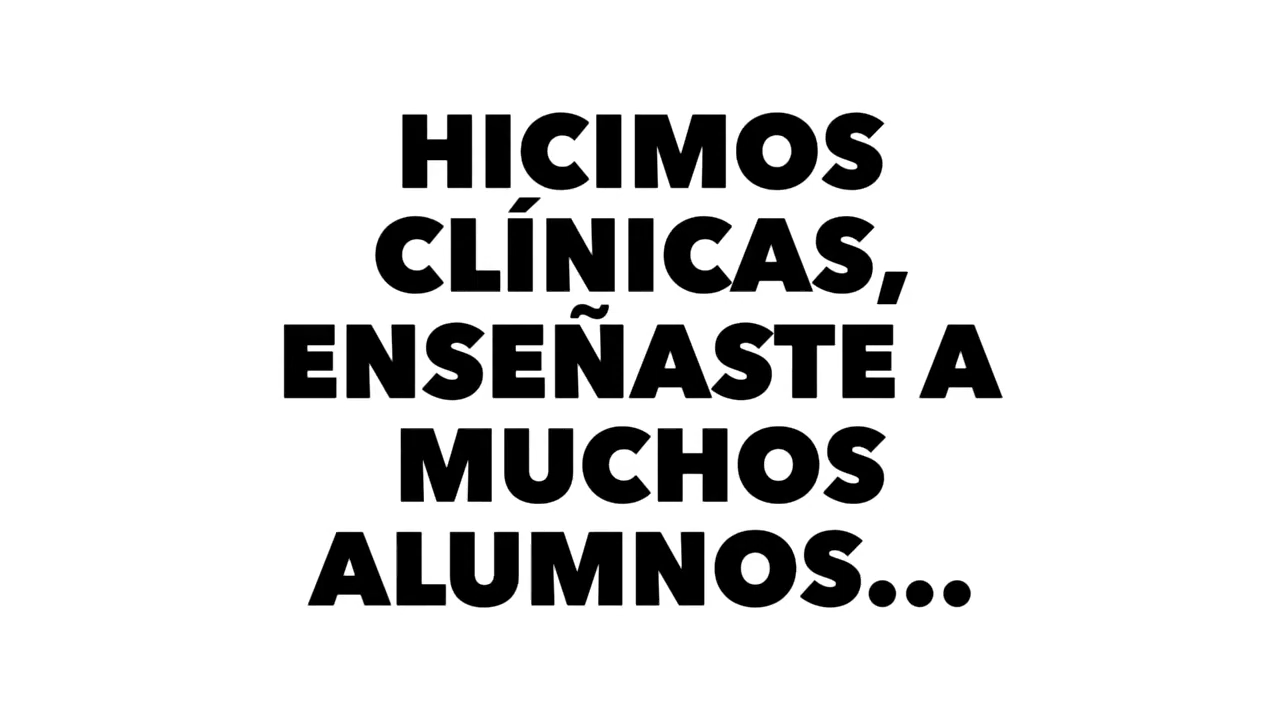 HICIMOS
CLÍNICAS,
ENSEÑASTE A
MUCHOS
ALUMNOS...